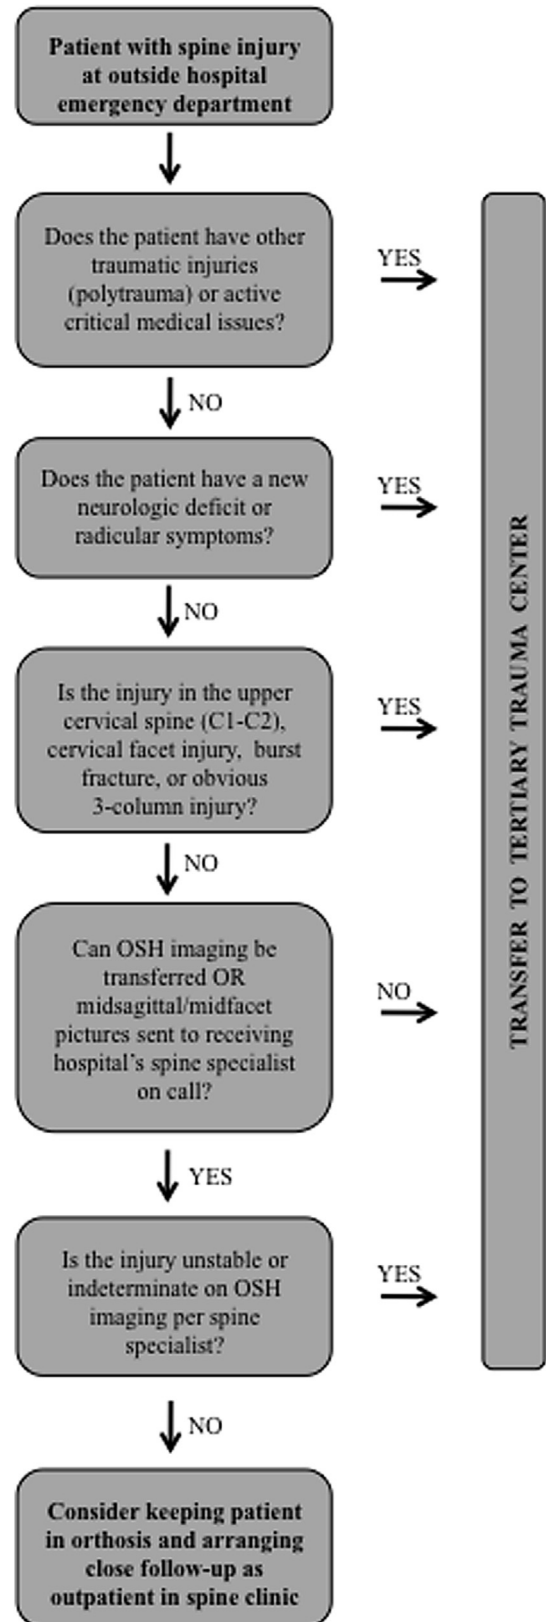 Patient with spine injury
at outside hospital
emergency department
Does the patient have other
traumatic injuries
(polytrauma) or active
critical medical issues?
YES
NO
Does the patient have a new
neurologic deficit or
radicular symptoms?
YES
NO
Is the injury in the upper
cervical spine (C1-C2),
cervical facet injury, burst
fracture, or obvious
3-column injury?
YES
NO
Can OSH imaging be
transferred OR
midsagittal/midfacet
pictures sent to receiving
hospital's spine specialist
on call?
NO
YES
Is the injury unstable or
indeterminate on OSH
imaging per spine
specialist?
YES
NO
Consider keeping patient
in orthosis and arranging
close follow-up as
outpatient in spine clinic
TRANSFER TO TERTIARY TRAUMA CENTER